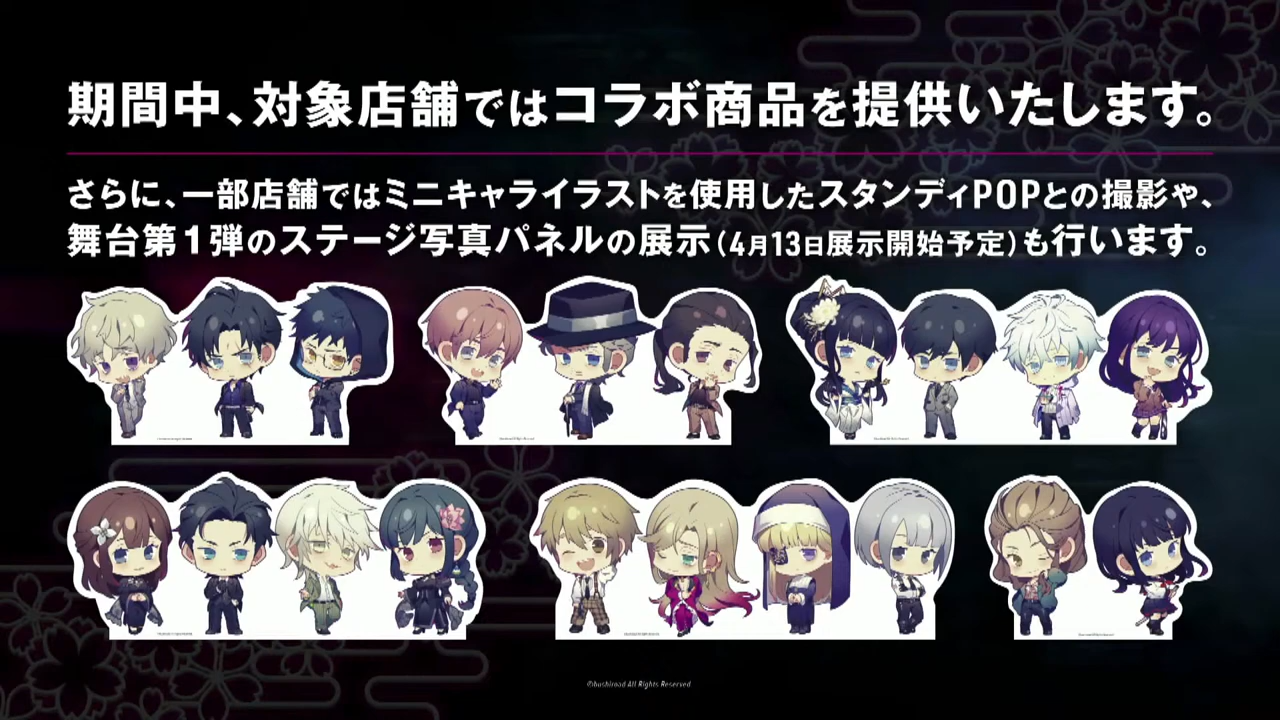 期間中、対象店舗ではコラボ商品を提供いたします。
さらに、一部店舗ではミニキャライラストを使用したスタンディPOPとの撮影や、
舞台第1弾のステージ写真パネルの展示(4月13日展示開始予定)も行います。
©bushiroad All Rights Reserved